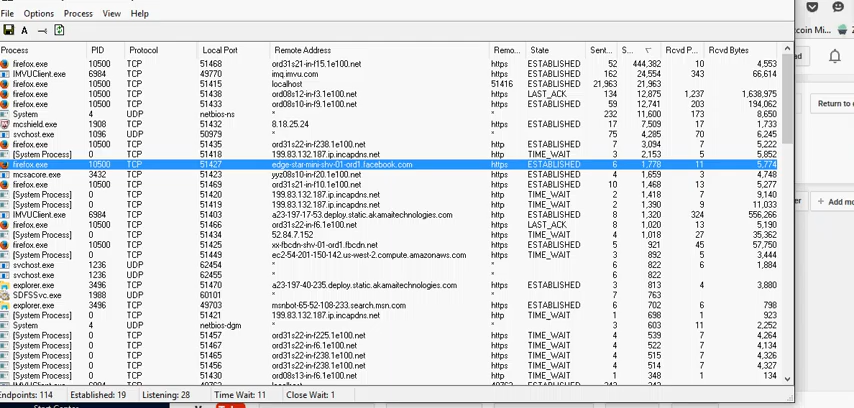 File Options Process View Help
A
Process PID Protocol Local Port Remote Address Remo... State Sent... S... Rcvd P... Rcvd Bytes
firefox.exe 10500 TCP 51468 ord31s21-in-f15.1e100.net https ESTABLISHED 52 444,382 10 4,553
IMVUClient.exe 6984 TCP 49770 imq.imvu.com https ESTABLISHED 162 24,554 343 66,614
firefox.exe 10500 TCP 51415 localhost 51416 ESTABLISHED 21,963 21,963
firefox.exe 10500 TCP 51438 ord08s12-in-f3.1e100.net https LAST_ACK 134 12,875 1,237 1,638,975
firefox.exe 10500 TCP 51433 ord08s10-in-f9.1e100.net https ESTABLISHED 59 12,741 203 194,062
System 4 UDP netbios-ns * * 232 11,600 173 8,650
mcshield.exe 1908 TCP 51432 8.18.25.24 https ESTABLISHED 17 7,509 17 1,733
svchost.exe 1096 UDP 50979 * * 75 4,285 70 6,245
firefox.exe 10500 TCP 51435 ord31s22-in-f238.1e100.net http ESTABLISHED 7 3,094 7 5,222
[System Process] 0 TCP 51418 199.83.132.187.ip.incapdns.net http TIME_WAIT 3 2,153 5 5,852
firefox.exe 10500 TCP 51427 edge-star-mini-shv-01-ord1.facebook.com https ESTABLISHED 6 1,778 11 5,774
mcsacore.exe 3432 TCP 51423 yyz08s10-in-f20.1e100.net https ESTABLISHED 4 1,659 3 4,748
firefox.exe 10500 TCP 51469 ord31s21-in-f10.1e100.net https ESTABLISHED 10 1,468 13 5,277
[System Process] 0 TCP 51420 199.83.132.187.ip.incapdns.net http TIME_WAIT 2 1,418 7 9,140
[System Process] 0 TCP 51419 199.83.132.187.ip.incapdns.net http TIME_WAIT 2 1,390 9 11,033
IMVUClient.exe 6984 TCP 51403 a23-197-17-53.deploy.static.akamaitechnologies.com http ESTABLISHED 8 1,320 324 556,266
firefox.exe 10500 TCP 51466 ord31s22-in-f6.1e100.net https LAST_ACK 8 1,020 13 5,190
[System Process] 0 TCP 51434 52.84.7.152 https TIME_WAIT 4 1,018 27 35,362
firefox.exe 10500 TCP 51425 xx-fbcdn-shv-01-ord1.fbcdn.net https ESTABLISHED 5 921 45 57,750
[System Process] 0 TCP 51449 ec2-54-201-150-142.us-west-2.compute.amazonaws.com https TIME_WAIT 3 892 5 3,444
svchost.exe 1236 UDP 62454 * * 6 822 6 1,884
svchost.exe 1236 UDP 62455 * * 6 822
explorer.exe 3496 TCP 51470 a23-197-40-235.deploy.static.akamaitechnologies.com https ESTABLISHED 3 813 4 3,880
SDFSSvc.exe 1988 UDP 60101 * * 7 763
explorer.exe 3496 TCP 49703 msnbot-65-52-108-233.search.msn.com https ESTABLISHED 6 702 6 798
[System Process] 0 TCP 51421 199.83.132.187.ip.incapdns.net http TIME_WAIT 1 698 1 923
System 4 UDP netbios-dgm * * 3 603 11 2,252
[System Process] 0 TCP 51457 ord31s22-in-f225.1e100.net https TIME_WAIT 4 539 7 4,264
[System Process] 0 TCP 51467 ord31s22-in-f6.1e100.net https TIME_WAIT 4 522 7 4,134
[System Process] 0 TCP 51465 ord31s22-in-f238.1e100.net https TIME_WAIT 4 515 7 4,326
[System Process] 0 TCP 51456 ord31s22-in-f238.1e100.net https TIME_WAIT 4 514 7 4,327
[System Process] 0 TCP 51430 ord08s13-in-f6.1e100.net http TIME_WAIT 1 348 1 134
Endpoints: 114 Established: 19 Listening: 28 Time Wait: 11 Close Wait: 1
coin Mi...
Return to
Add mo